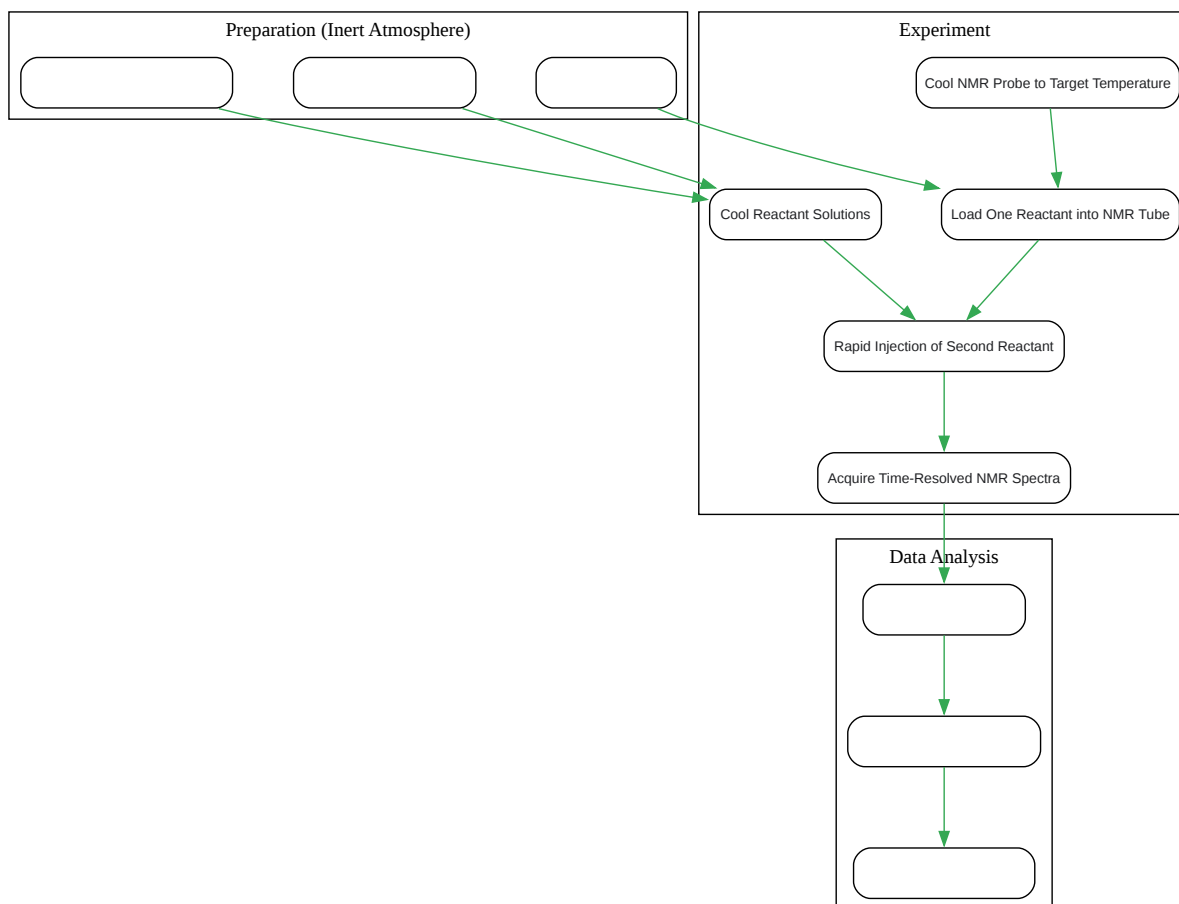 Preparation (Inert Atmosphere)
Experiment
Cool NMR Probe to Target Temperature
Cool Reactant Solutions
Load One Reactant into NMR Tube
Rapid Injection of Second Reactant
Acquire Time-Resolved NMR Spectra
Data Analysis